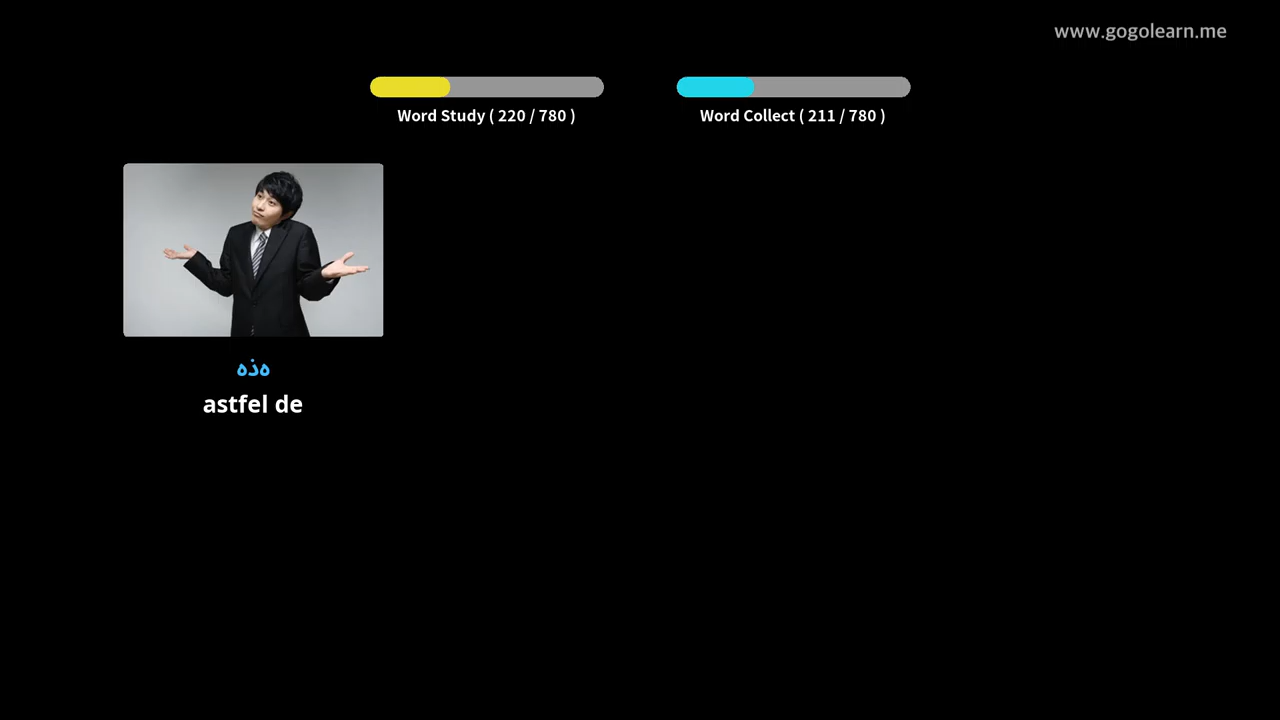 www.gogolearn.me
Word Study ( 220 / 780 )
Word Collect ( 211 / 780 )
هذه
astfel de